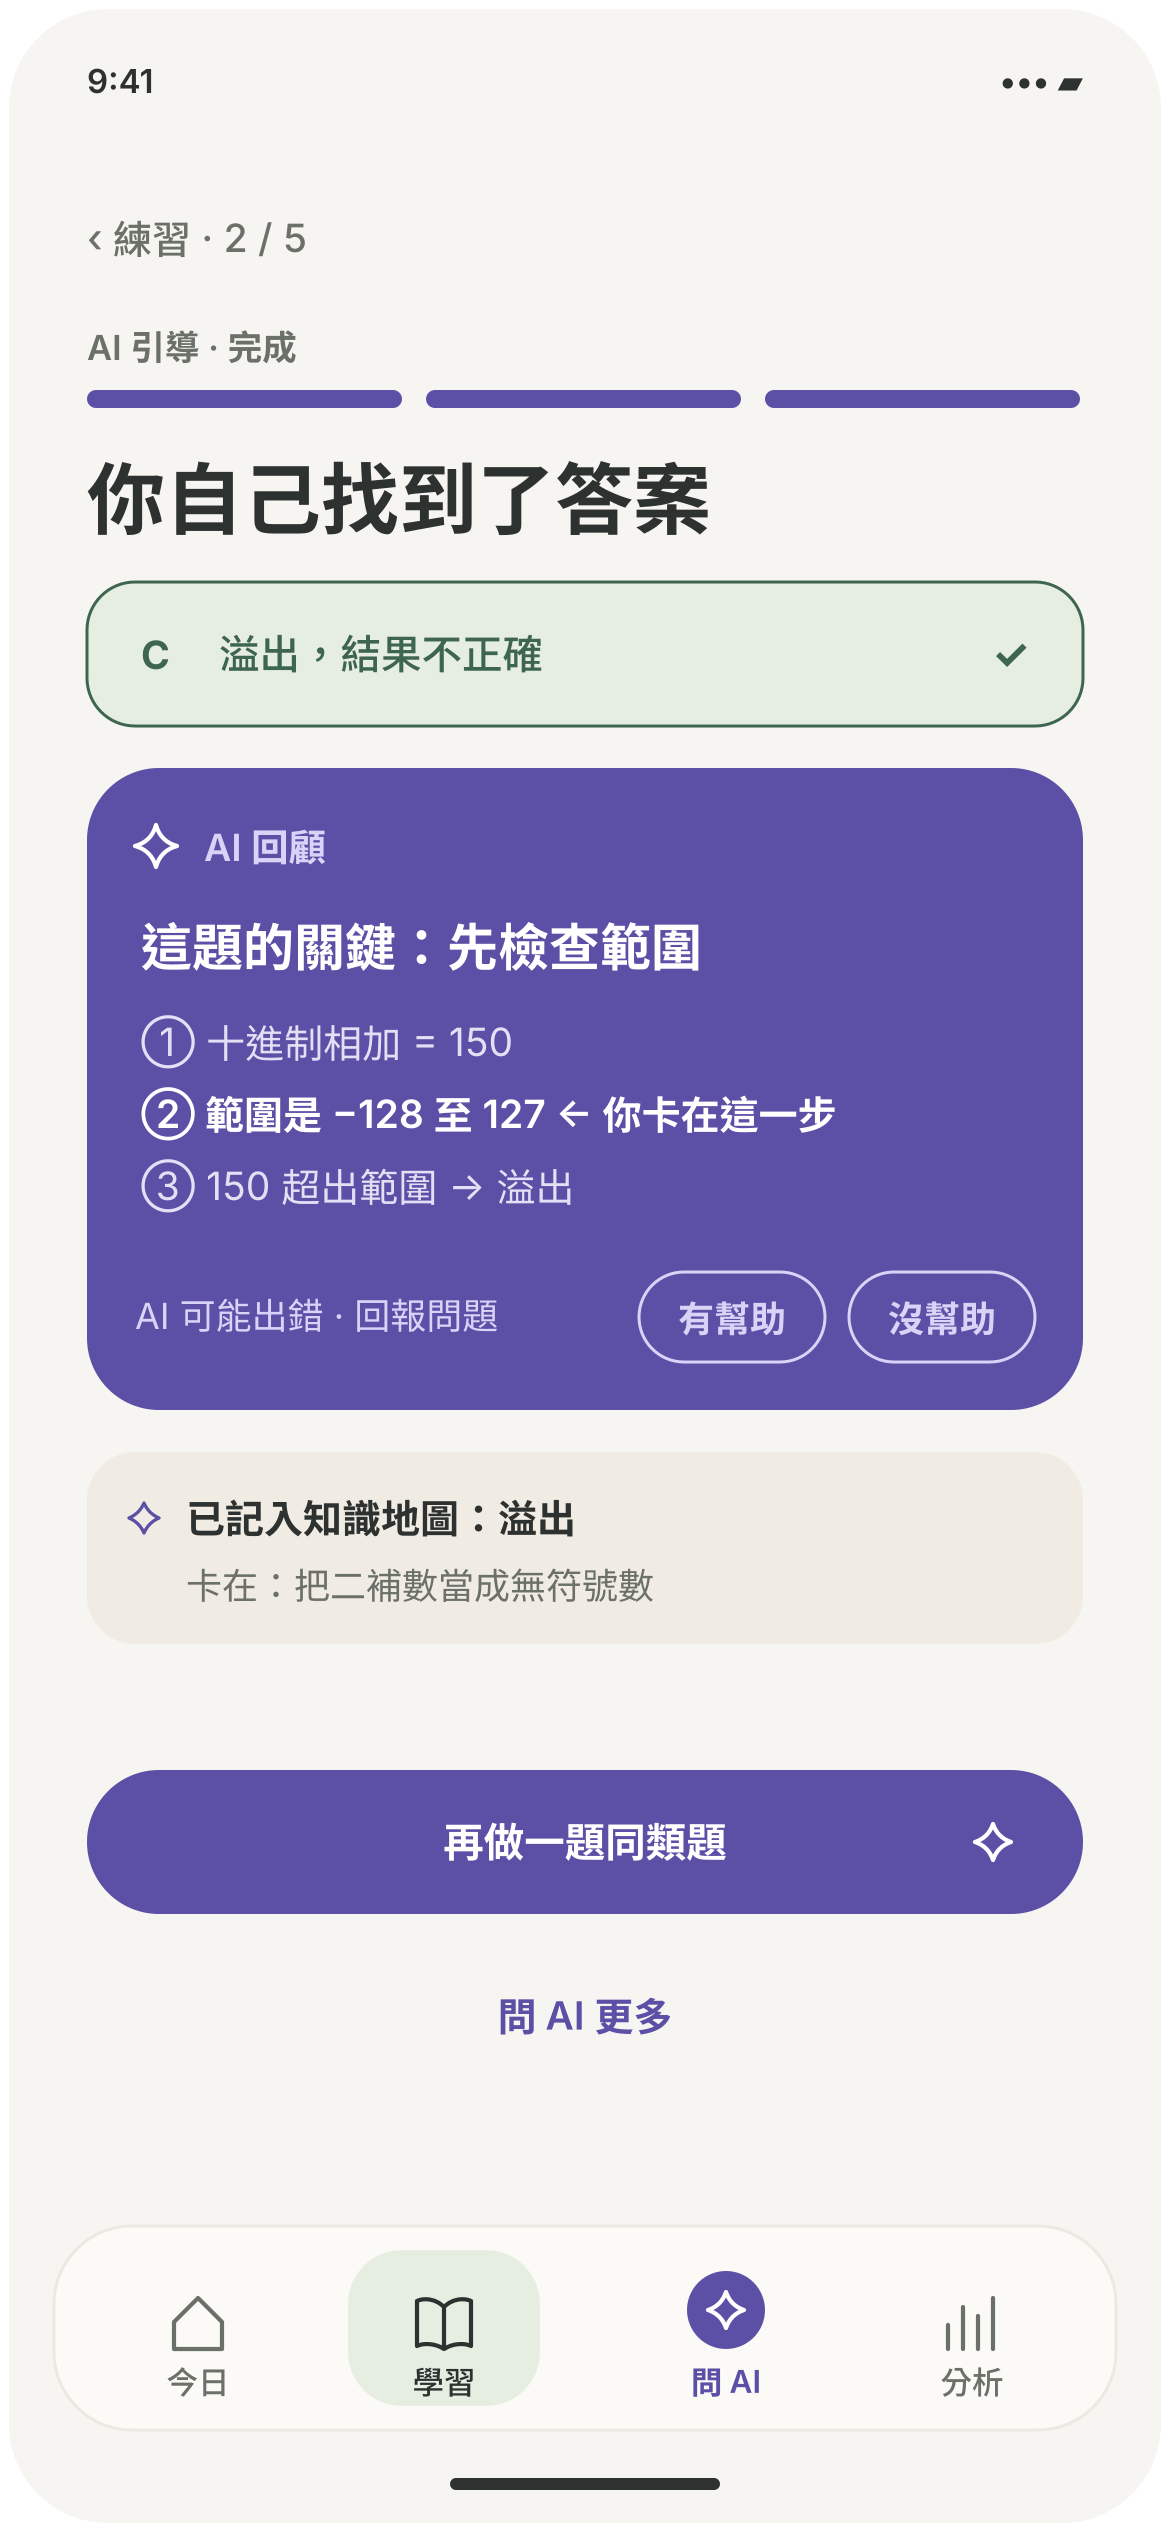 9:41
‹ 練習 · 2 / 5
AI 引導 · 完成
你自己找到了答案
C 溢出，結果不正確 ✓
AI 回顧
這題的關鍵：先檢查範圍
① 十進制相加 = 150
② 範圍是 −128 至 127 ← 你卡在這一步
③ 150 超出範圍 → 溢出
AI 可能出錯 · 回報問題
有幫助
沒幫助
已記入知識地圖：溢出
卡在：把二補數當成無符號數
再做一題同類題
問 AI 更多
今日
學習
問 AI
分析